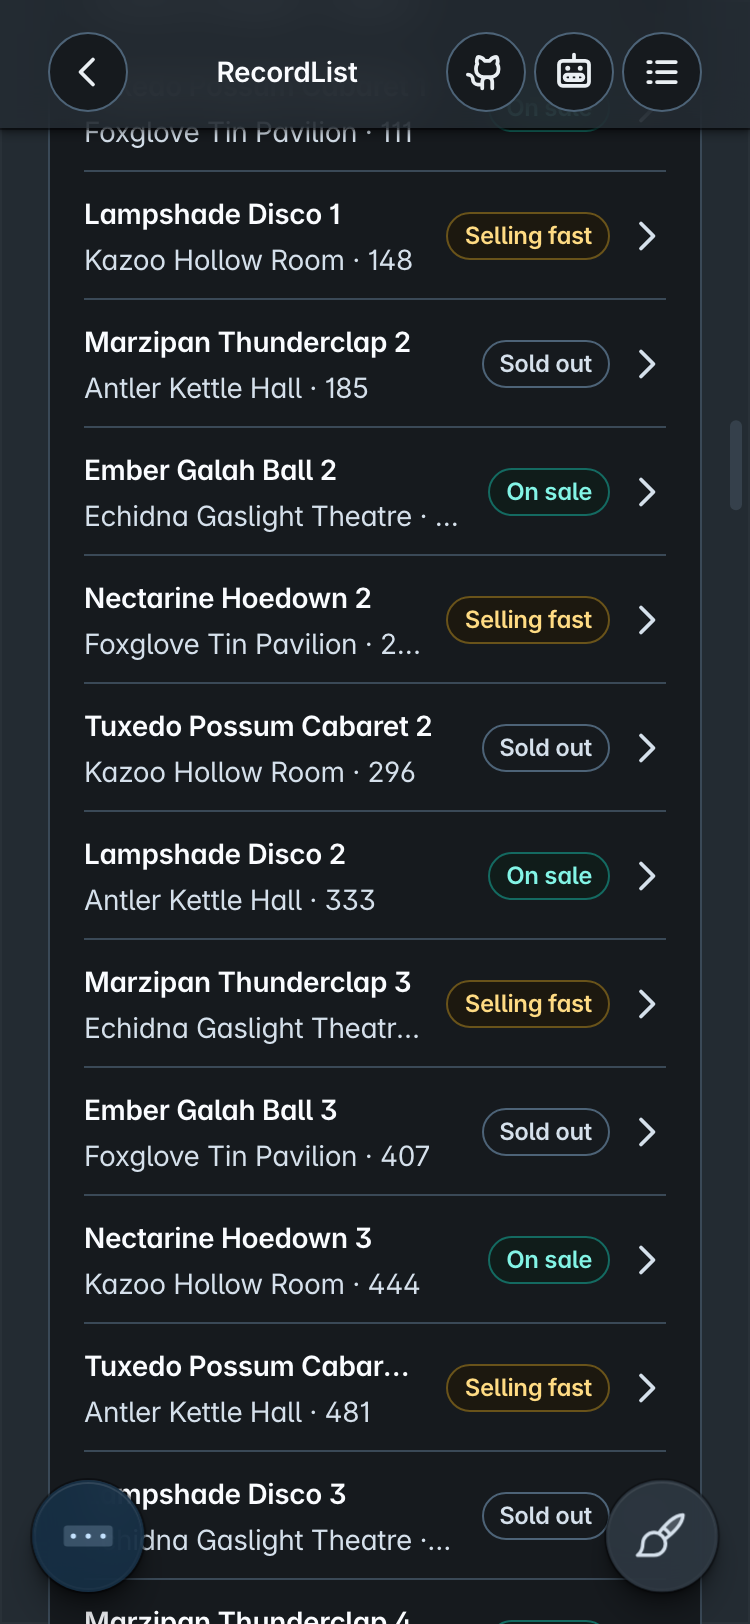 RecordList
On sale
Foxglove Tin Pavilion · 111
Lampshade Disco 1
Selling fast
Kazoo Hollow Room · 148
Marzipan Thunderclap 2
Sold out
Antler Kettle Hall · 185
Ember Galah Ball 2
On sale
Echidna Gaslight Theatre · ...
Nectarine Hoedown 2
Selling fast
Foxglove Tin Pavilion · 2...
Tuxedo Possum Cabaret 2
Sold out
Kazoo Hollow Room · 296
Lampshade Disco 2
On sale
Antler Kettle Hall · 333
Marzipan Thunderclap 3
Selling fast
Echidna Gaslight Theatr...
Ember Galah Ball 3
Sold out
Foxglove Tin Pavilion · 407
Nectarine Hoedown 3
On sale
Kazoo Hollow Room · 444
Tuxedo Possum Cabar...
Selling fast
Antler Kettle Hall · 481
mpshade Disco 3
Sold out
idna Gaslight Theatre ·...
Marzipan Thunderclap 4